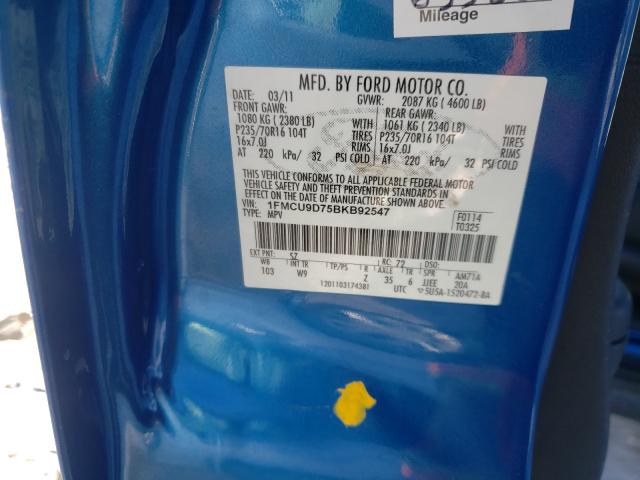 Mileage
MFD. BY FORD MOTOR CO.
DATE: 03/11 GVWR: 2087 KG ( 4600 LB)
FRONT GAWR: REAR GAWR:
1080 KG ( 2380 LB) WITH 1061 KG ( 2340 LB) WITH
P235/70R16 104T TIRES P235/70R16 104T TIRES
16x7.0J RIMS 16x7.0J RIMS
AT 220 kPa/ 32 PSI COLD AT 220 kPa/ 32 PSI COLD
THIS VEHICLE CONFORMS TO ALL APPLICABLE FEDERAL MOTOR
VEHICLE SAFETY AND THEFT PREVENTION STANDARDS IN
EFFECT ON THE DATE OF MANUFACTURE SHOWN ABOVE.
VIN: 1FMCU9D75BKB92547 F0114
TYPE: MPV T0325
EXT PNT: SZ RC: 72 DSO:
WB INT TR TP/PS R AXLE TR SPR AM71A
103 W9 Z 35 6 JJEE 20A
1201103174381 UTC 5U5A-1520472-BA